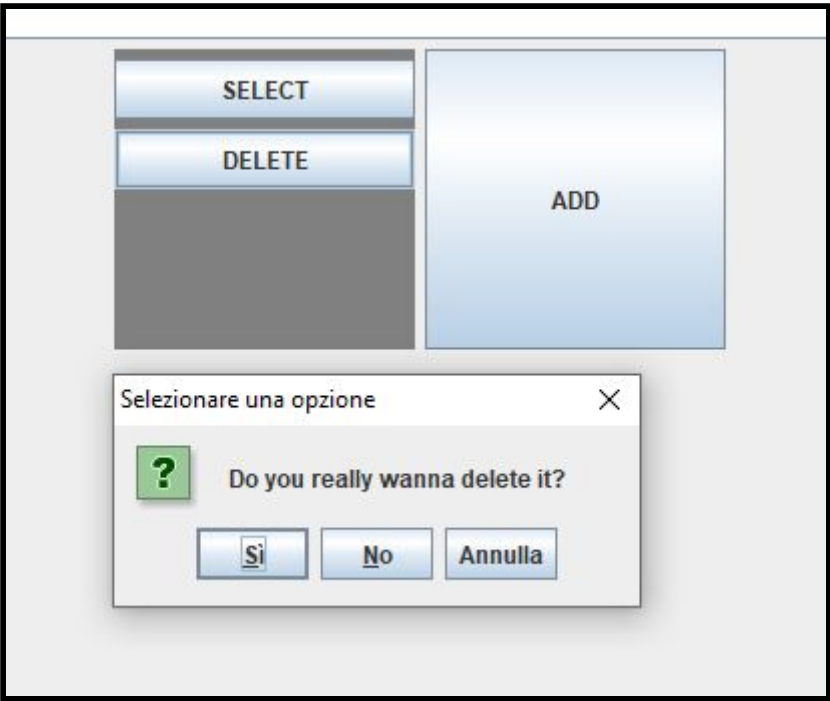 SELECT
DELETE
ADD
Selezionare una opzione
?
Do you really wanna delete it?
Sì
No
Annulla